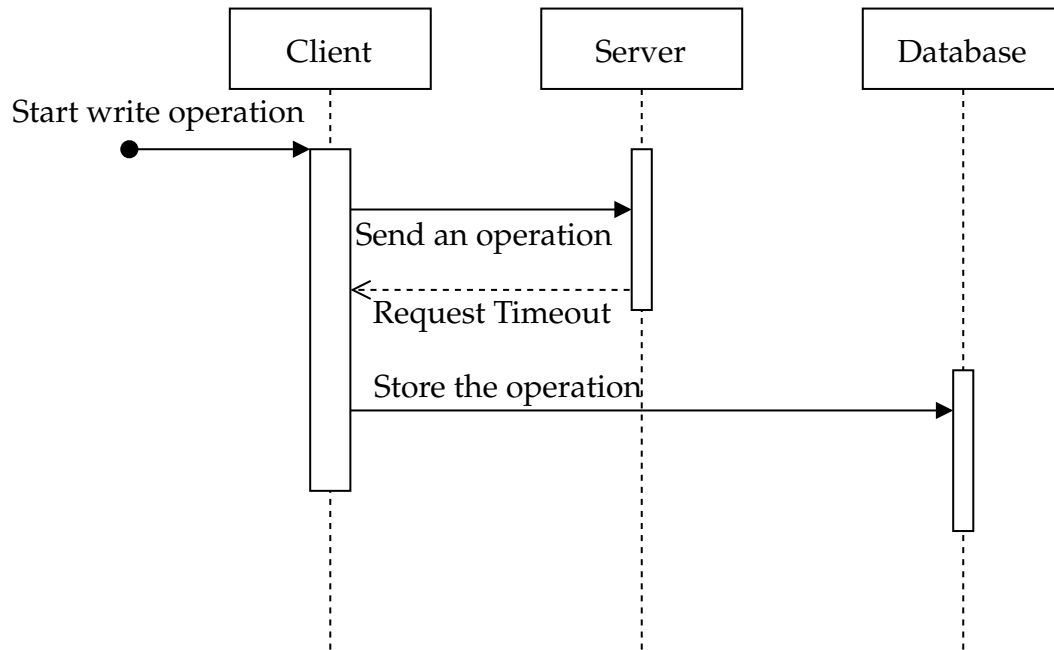 Client
Server
Database
Start write operation
Send an operation
Request Timeout
Store the operation